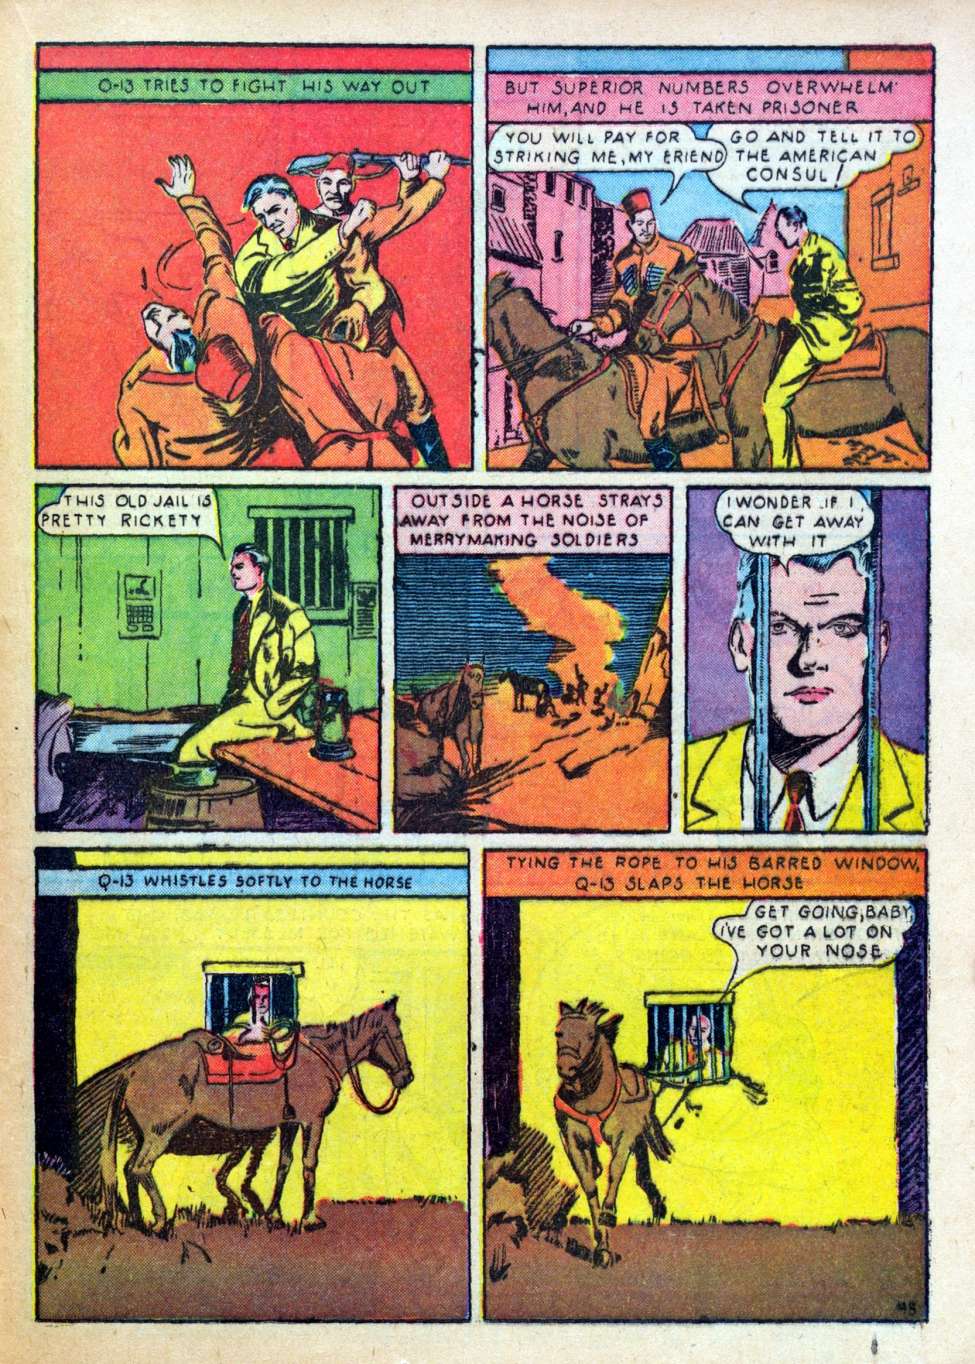 Q-13 TRIES TO FIGHT HIS WAY OUT
BUT SUPERIOR NUMBERS OVERWHELM
HIM, AND HE IS TAKEN PRISONER
YOU WILL PAY FOR
STRIKING ME, MY FRIEND
GO AND TELL IT TO
THE AMERICAN
CONSUL!
THIS OLD JAIL IS
PRETTY RICKETY
OUTSIDE A HORSE STRAYS
AWAY FROM THE NOISE OF
MERRYMAKING SOLDIERS
I WONDER IF I
CAN GET AWAY
WITH IT
Q-13 WHISTLES SOFTLY TO THE HORSE
TYING THE ROPE TO HIS BARRED WINDOW,
Q-13 SLAPS THE HORSE
GET GOING, BABY,
I'VE GOT A LOT ON
YOUR NOSE